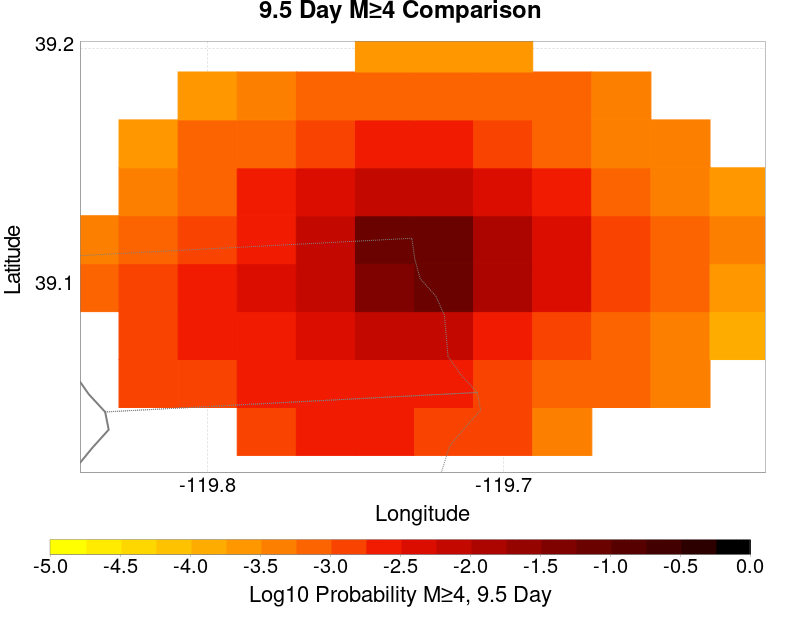 9.5 Day M≥4 Comparison
39.2
39.1
Latitude
-119.8 -119.7
Longitude
-5.0 -4.5 -4.0 -3.5 -3.0 -2.5 -2.0 -1.5 -1.0 -0.5 0.0
Log10 Probability M≥4, 9.5 Day